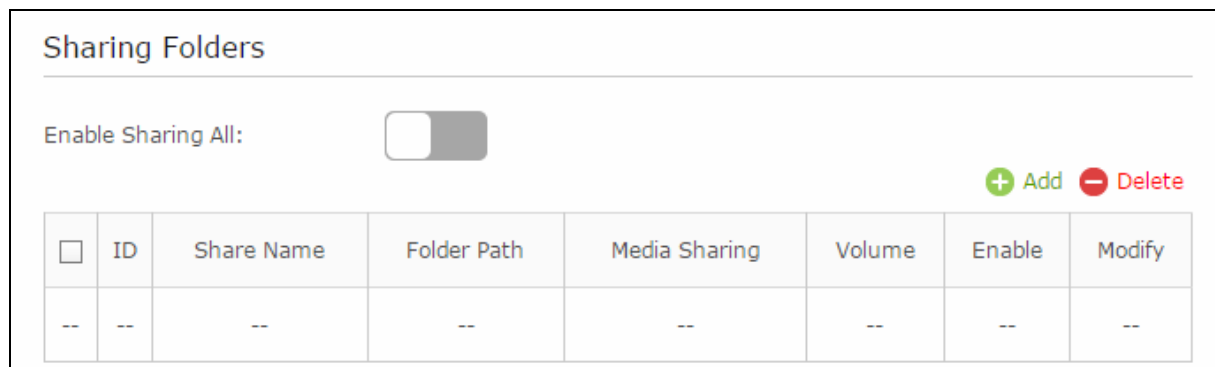 Sharing Folders
Enable Sharing All:
Add Delete
ID Share Name Folder Path Media Sharing Volume Enable Modify
-- -- -- -- -- -- -- --